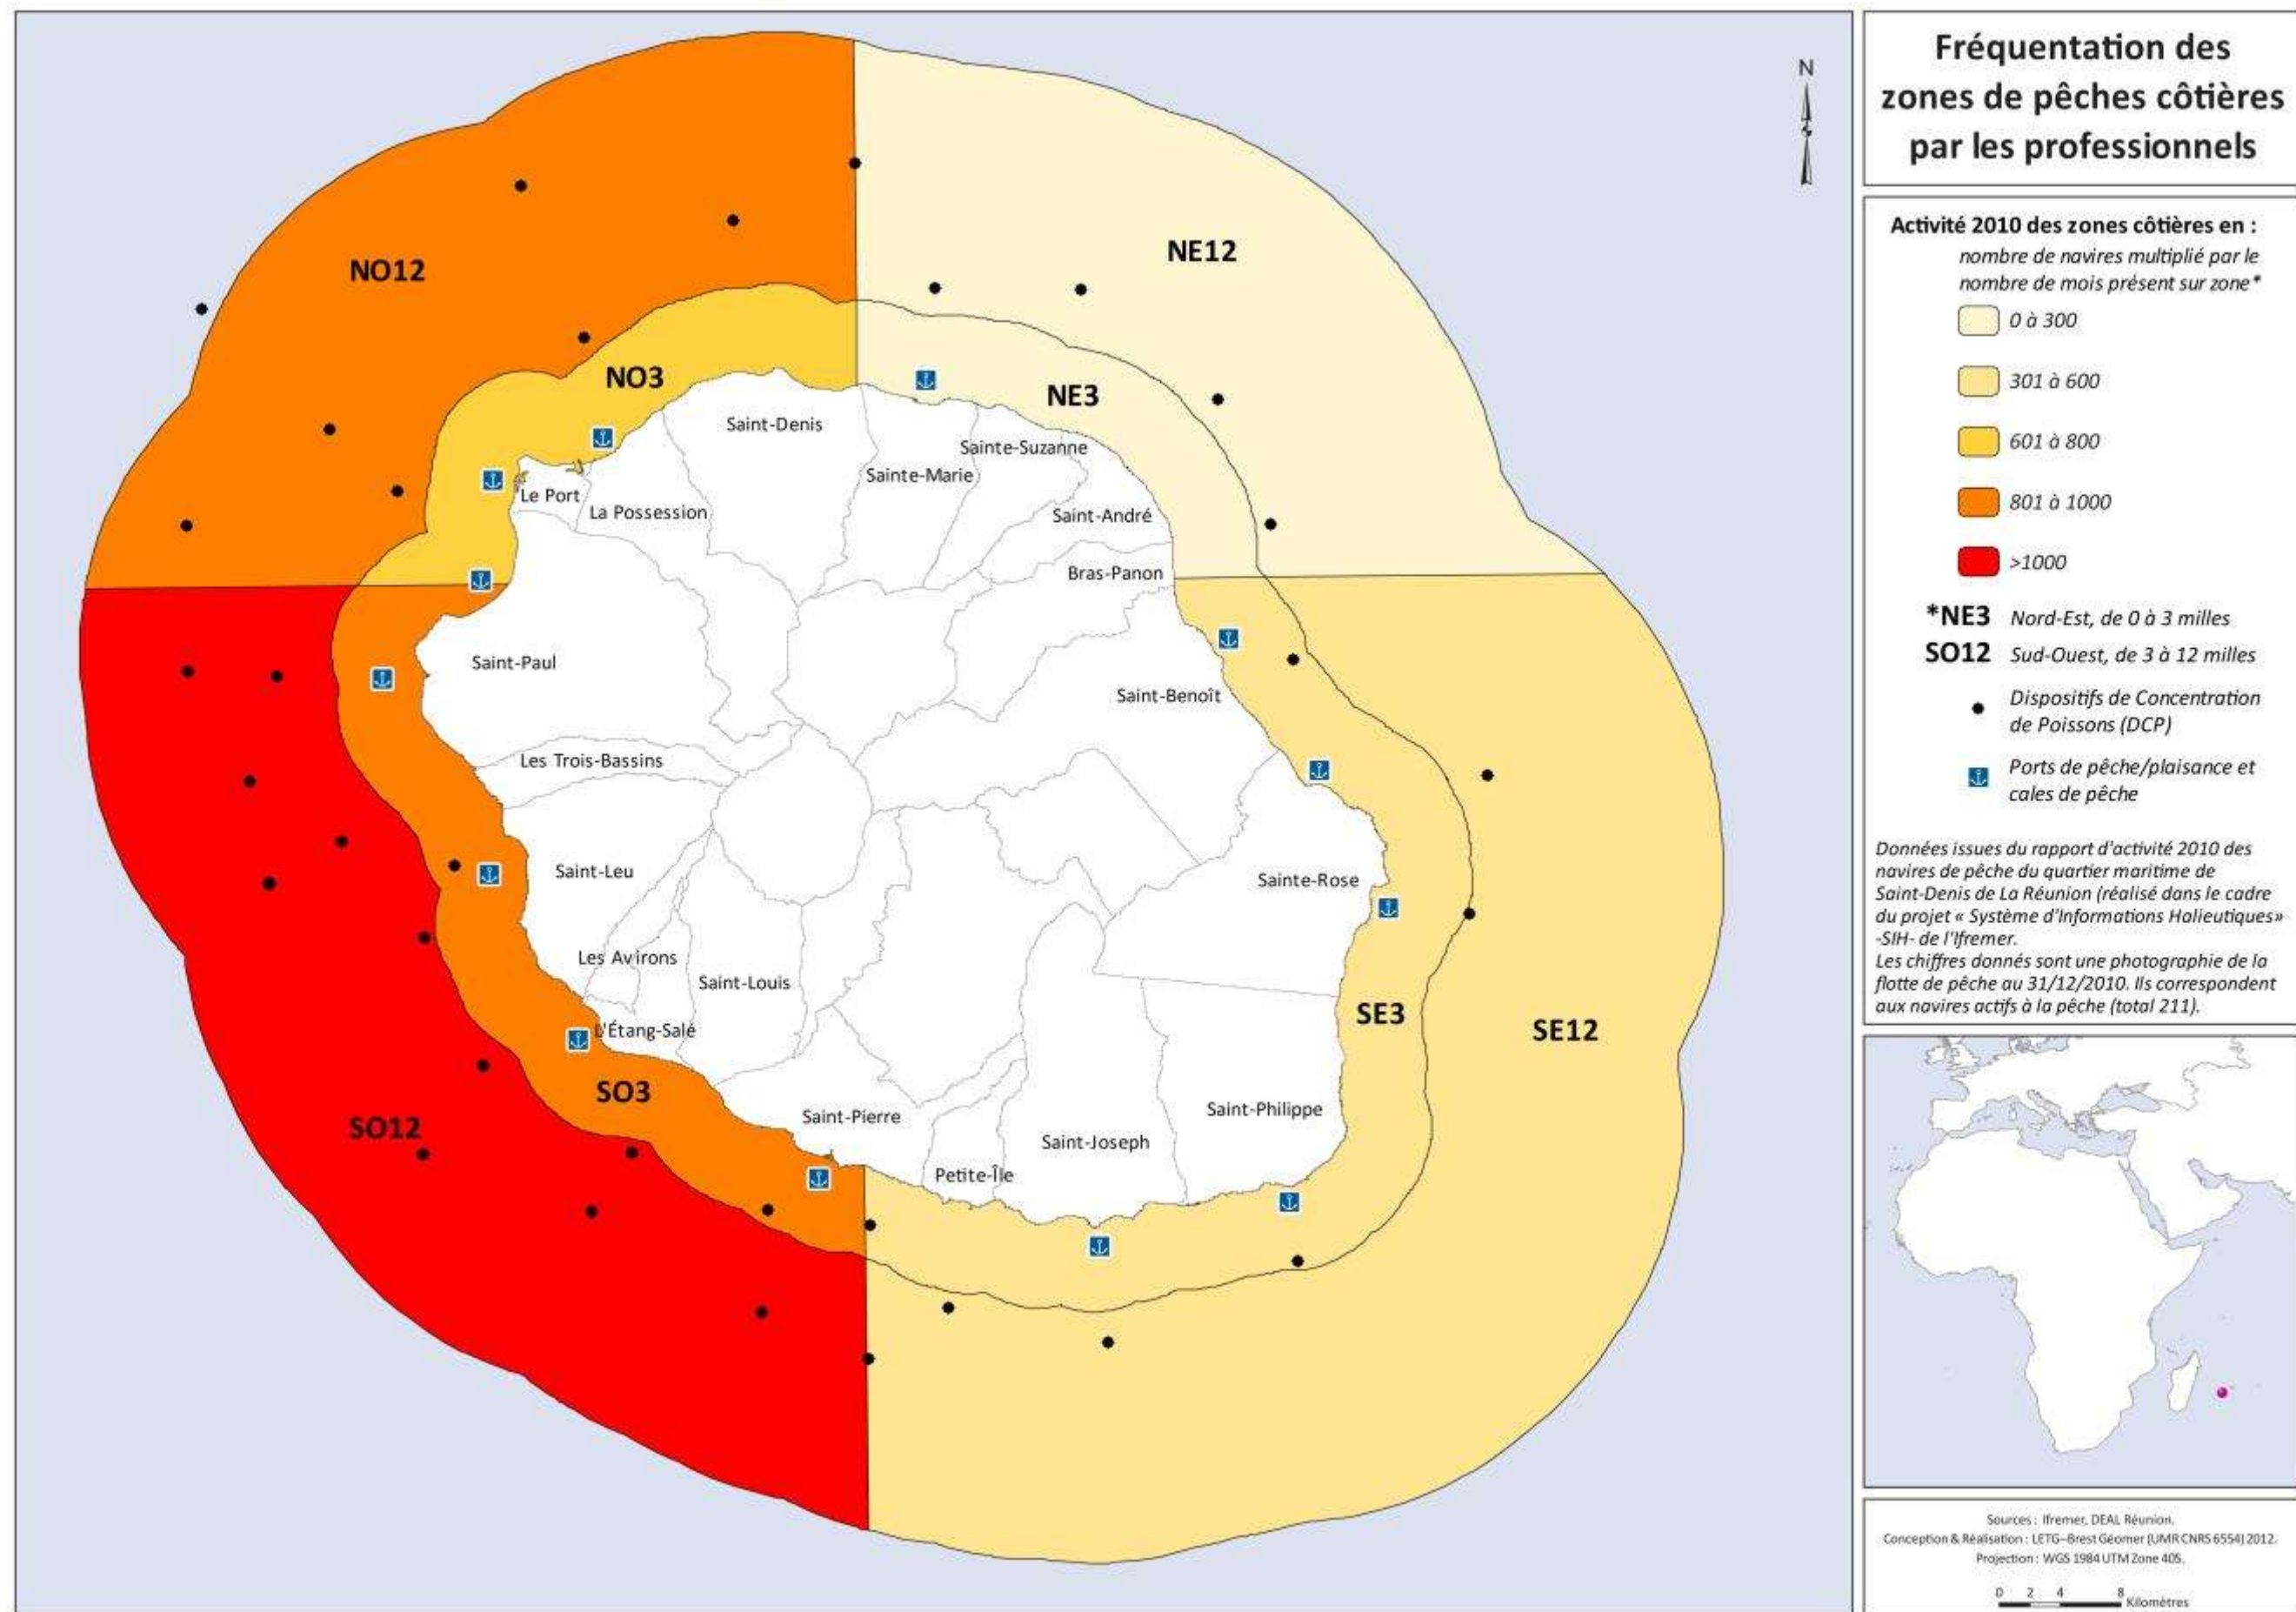 Fréquentation des
zones de pêches côtières
par les professionnels
N
Activité 2010 des zones côtières en :
nombre de navires multiplié par le
nombre de mois présent sur zone*
0 à 300
301 à 600
601 à 800
801 à 1000
>1000
*NE3 Nord-Est, de 0 à 3 milles
SO12 Sud-Ouest, de 3 à 12 milles
Dispositifs de Concentration
de Poissons (DCP)
Ports de pêche/plaisance et
cales de pêche
Données issues du rapport d'activité 2010 des
navires de pêche du quartier maritime de
Saint-Denis de La Réunion (réalisé dans le cadre
du projet « Système d'Informations Halieutiques»
-SIH- de l'Ifremer.
Les chiffres donnés sont une photographie de la
flotte de pêche au 31/12/2010. Ils correspondent
aux navires actifs à la pêche (total 211).
NO12
NE12
NO3
NE3
Saint-Denis
Sainte-Suzanne
Sainte-Marie
Le Port
La Possession
Saint-André
Bras-Panon
Saint-Paul
Saint-Benoît
Les Trois-Bassins
Saint-Leu
Sainte-Rose
Les Avirons
Saint-Louis
L'Étang-Salé
SE3
SE12
SO3
SO12
Saint-Pierre
Saint-Philippe
Saint-Joseph
Petite-Île
Sources : Ifremer, DEAL Réunion.
Conception & Réalisation : LETG-Brest Géomer (UMR CNRS 6554) 2012.
Projection : WGS 1984 UTM Zone 40S.
0 2 4 8
Kilomètres